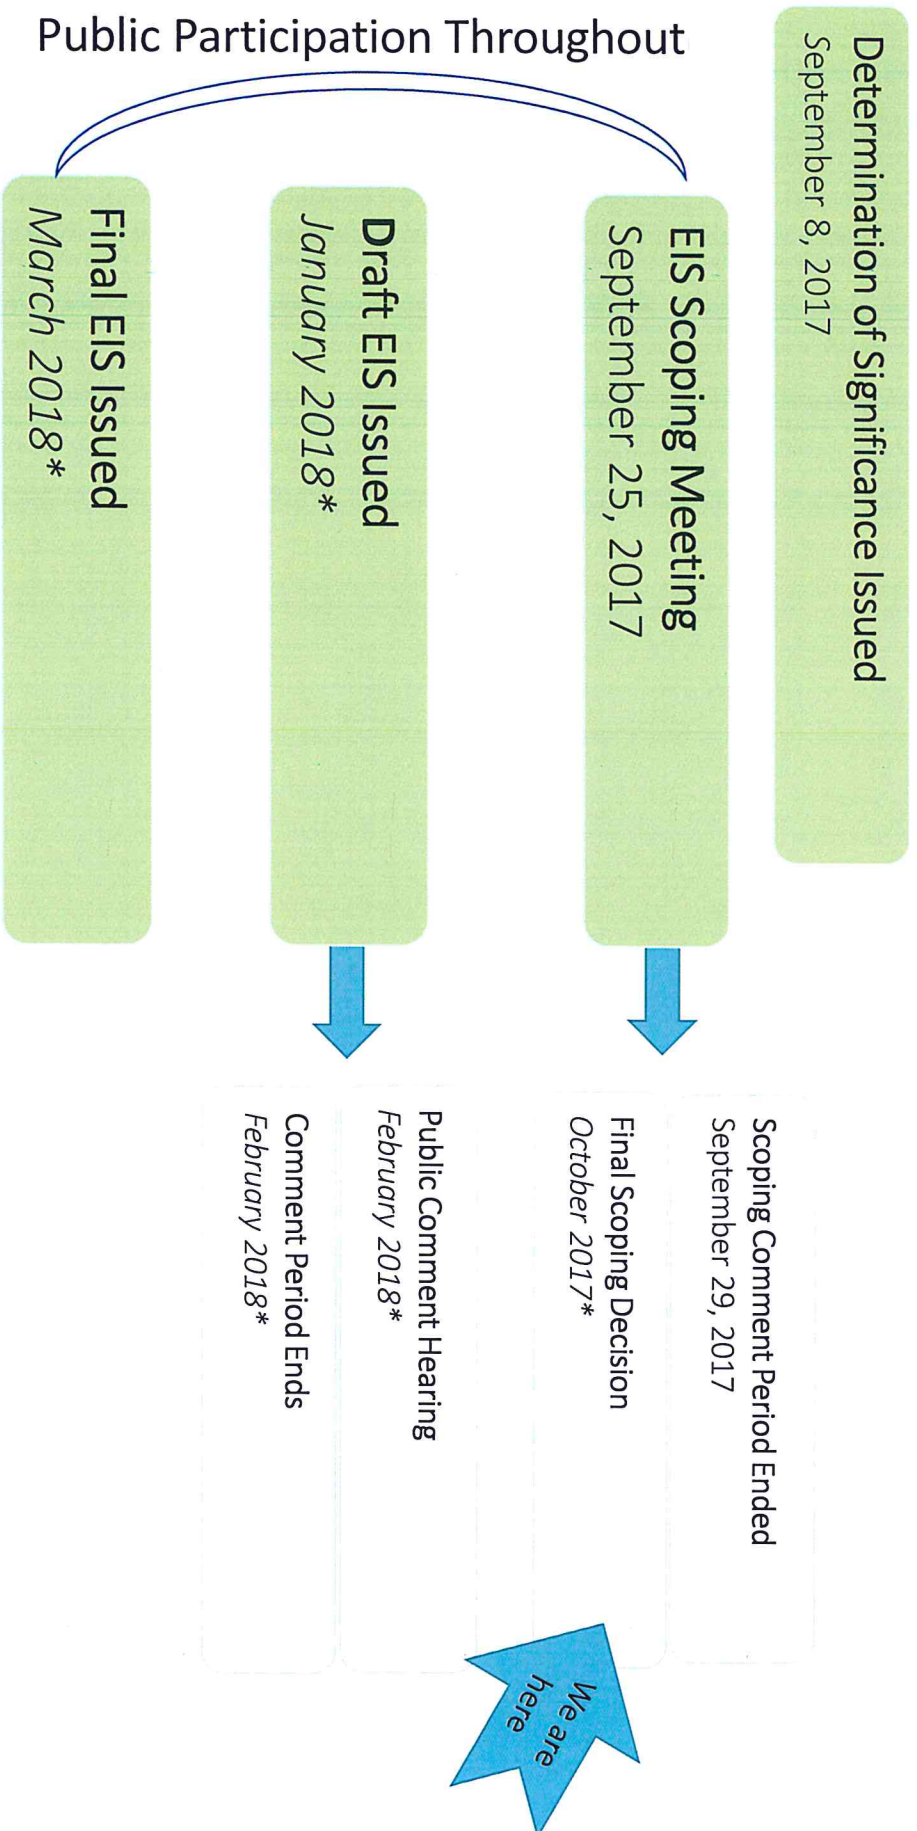 Determination of Significance Issued
September 8, 2017
EIS Scoping Meeting
September 25, 2017
Scoping Comment Period Ended
September 29, 2017
Final Scoping Decision
October 2017*
We are
here
Draft EIS Issued
January 2018*
Public Comment Hearing
February 2018*
Comment Period Ends
February 2018*
Final EIS Issued
March 2018*
Public Participation Throughout